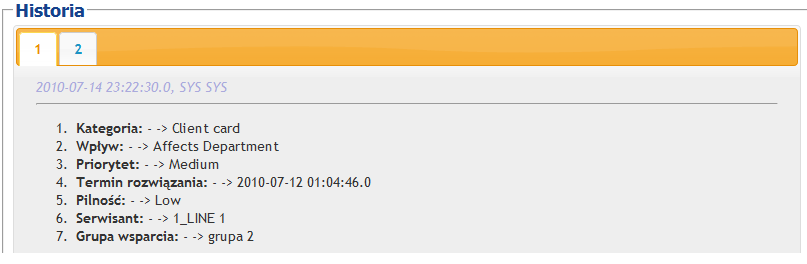 Historia
1 2
2010-07-14 23:22:30.0, SYS SYS
1. Kategoria: - -> Client card
2. Wpływ: - -> Affects Department
3. Priorytet: - -> Medium
4. Termin rozwiązania: - -> 2010-07-12 01:04:46.0
5. Pilność: - -> Low
6. Serwisant: - -> 1_LINE 1
7. Grupa wsparcia: - -> grupa 2